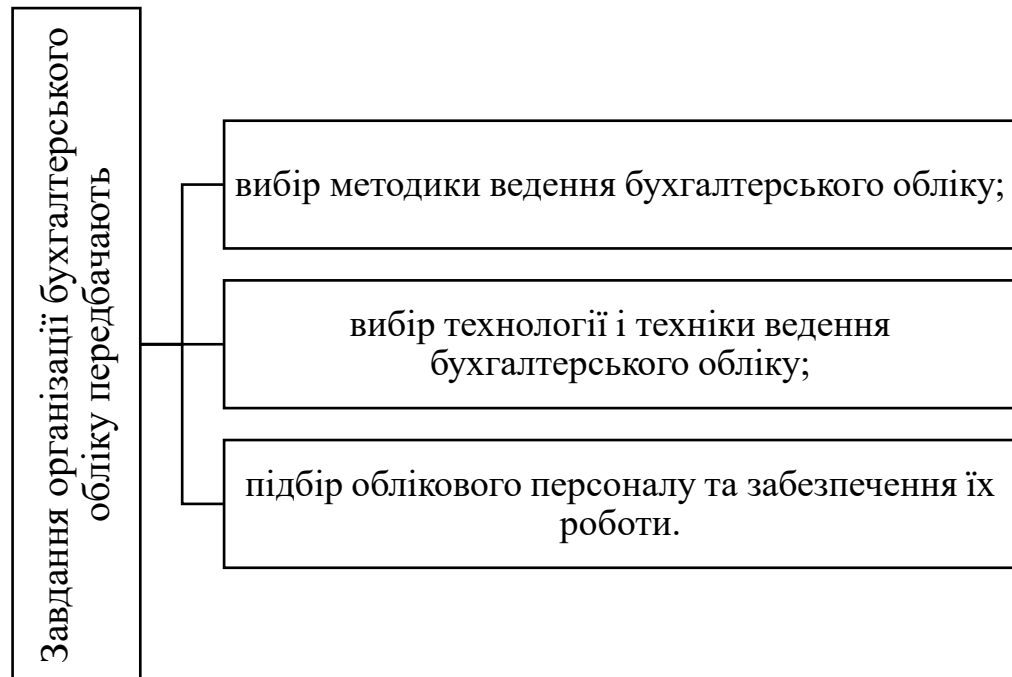 Завдання організації бухгалтерського
обліку передбачають
вибір методики ведення бухгалтерського обліку;
вибір технології і техніки ведення
бухгалтерського обліку;
підбір облікового персоналу та забезпечення їх
роботи.